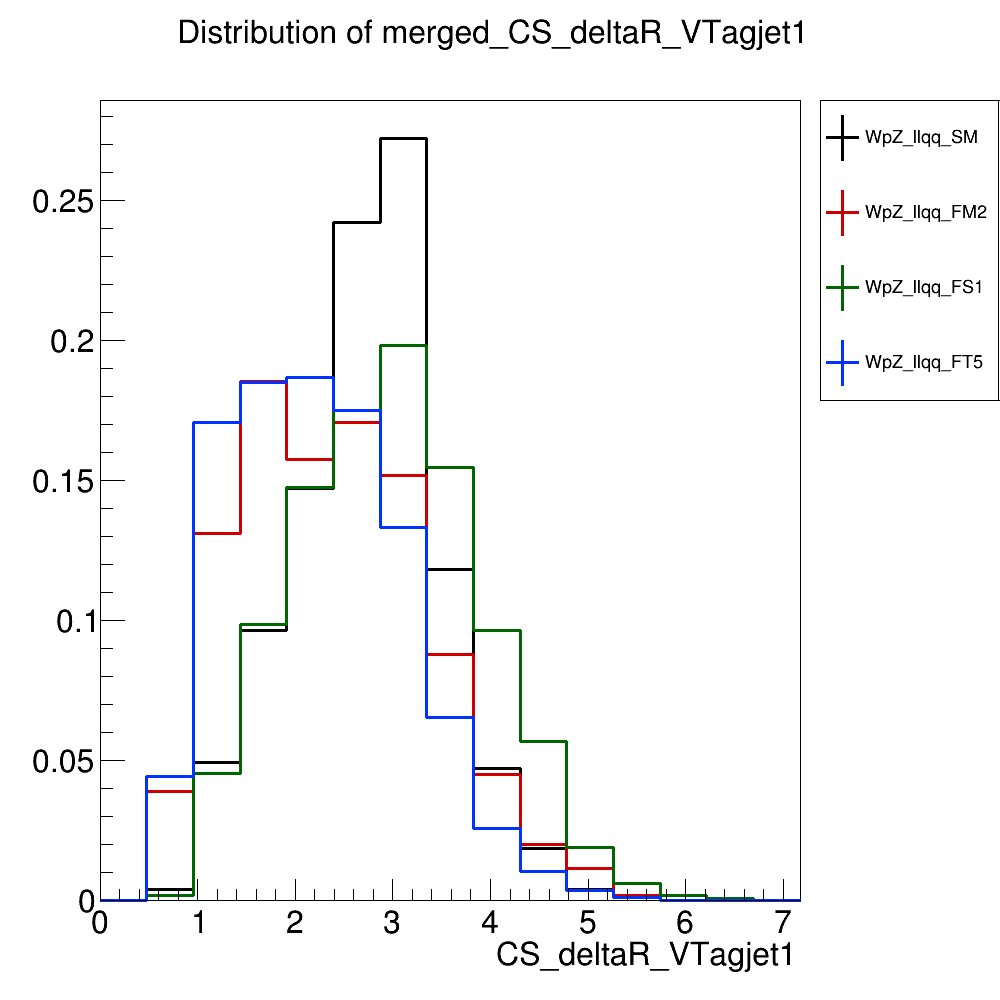 Distribution of merged_CS_deltaR_VTagjet1
WpZ_llqq_SM
WpZ_llqq_FM2
WpZ_llqq_FS1
WpZ_llqq_FT5
0.25
0.2
0.15
0.1
0.05
0
0 1 2 3 4 5 6 7
CS_deltaR_VTagjet1